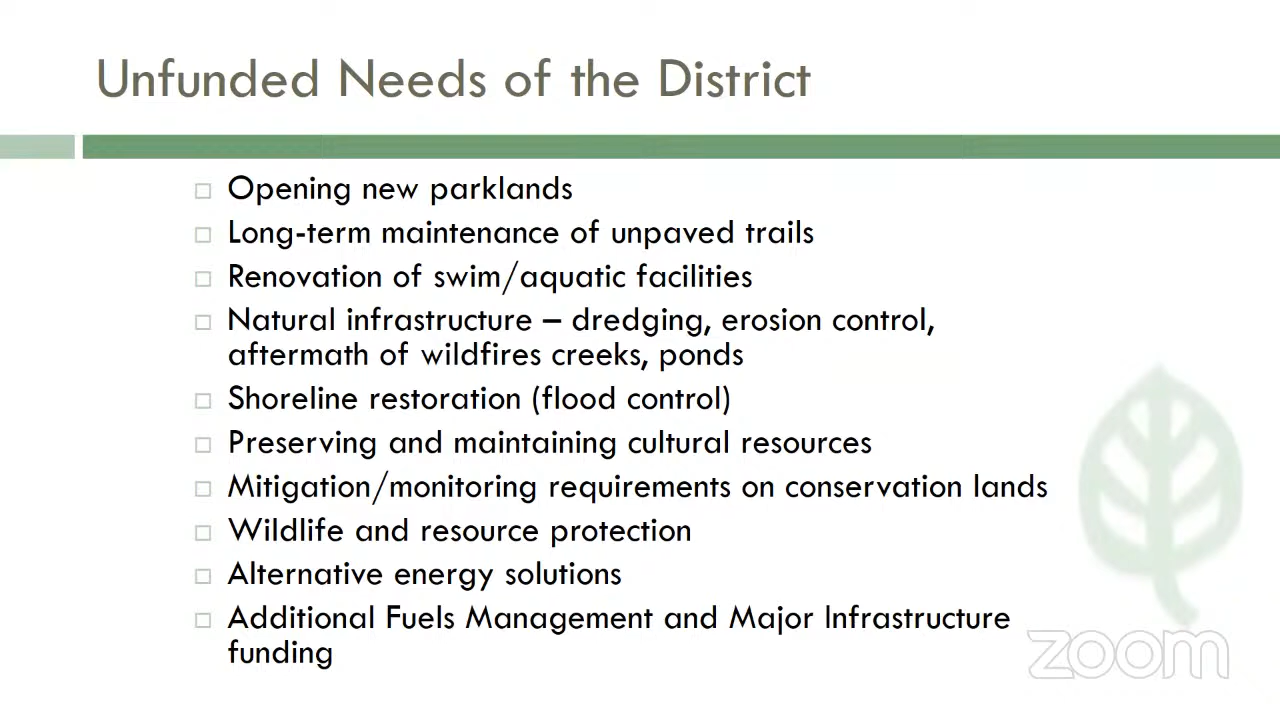 Unfunded Needs of the District
Opening new parklands
Long-term maintenance of unpaved trails
Renovation of swim/aquatic facilities
Natural infrastructure – dredging, erosion control,
aftermath of wildfires creeks, ponds
Shoreline restoration (flood control)
Preserving and maintaining cultural resources
Mitigation/monitoring requirements on conservation lands
Wildlife and resource protection
Alternative energy solutions
Additional Fuels Management and Major Infrastructure
funding
zoom